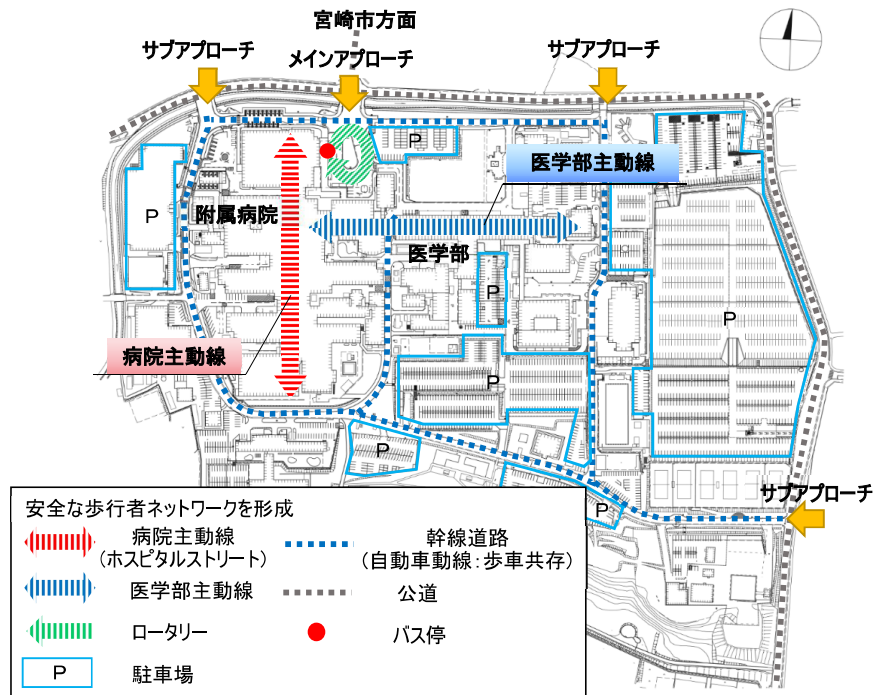 宮崎市方面
サブアプローチ
メインアプローチ
サブアプローチ
P
医学部主動線
P
附属病院
医学部
P
P
病院主動線
P
P
サブアプローチ
P
安全な歩行者ネットワークを形成
病院主動線
(ホスピタルストリート)
幹線道路
(自動車動線:歩車共存)
医学部主動線
公道
ロータリー
バス停
P
駐車場